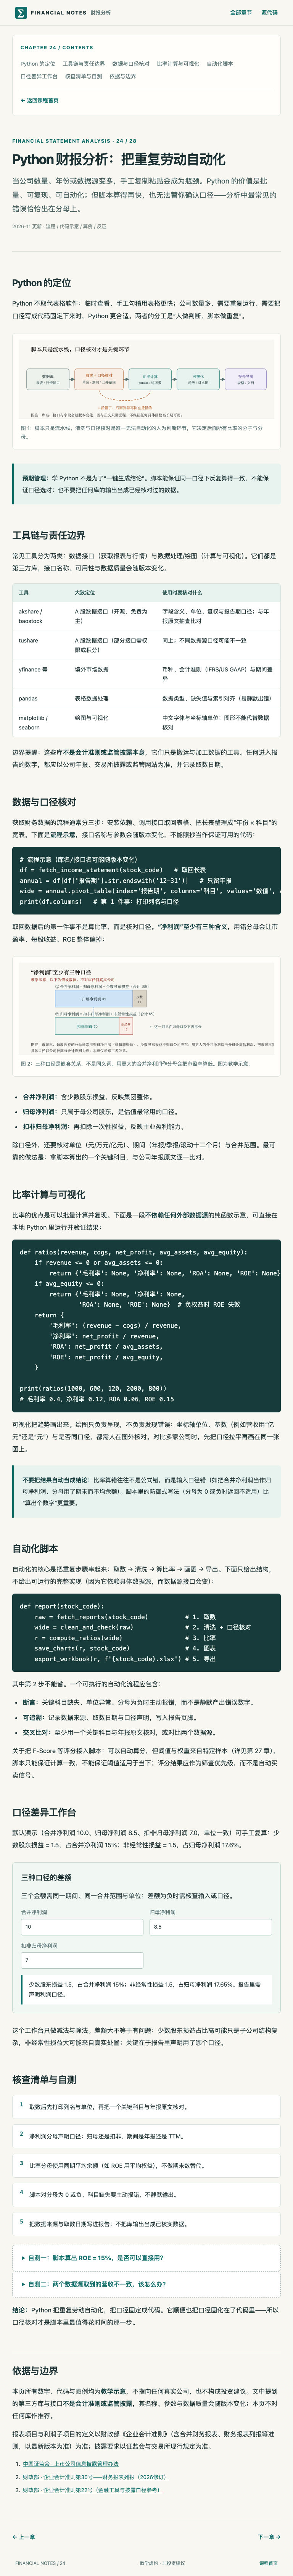 FINANCIAL NOTES 财报分析
全部章节 源代码
CHAPTER 24 / CONTENTS
Python 的定位 工具链与责任边界 数据与口径核对 比率计算与可视化 自动化脚本
口径差异工作台 核查清单与自测 依据与边界
← 返回课程首页
FINANCIAL STATEMENT ANALYSIS · 24 / 28
Python 财报分析：把重复劳动自动化
当公司数量、年份或数据源变多，手工复制粘贴会成为瓶颈。Python 的价值是批
量、可复现、可自动化；但脚本算得再快，也无法替你确认口径——分析中最常见的
错误恰恰出在分母上。
Python 的定位
Python 不取代表格软件：临时查看、手工勾稽用表格更快；公司数量多、需要重复运行、需要把
口径写成代码固定下来时，Python 更合适。两者的分工是“人做判断，脚本做重复”。
脚本只是流水线，口径核对才是关键环节
图 1：脚本只是流水线。清洗与口径核对是唯一无法自动化的人为判断环节，它决定后面所有比率的分子与分
母。
预期管理：学 Python 不是为了“一键生成结论”。脚本能保证同一口径下反复算得一致，不能保
证口径选对；也不要把任何库的输出当成已经核对过的数据。
工具链与责任边界
常见工具分为两类：数据接口（获取报表与行情）与数据处理/绘图（计算与可视化）。它们都是
第三方库，接口名称、可用性与数据质量会随版本变化。
工具 大致定位 使用时要核对什么
akshare / baostock A 股数据接口（开源、免费为主） 字段含义、单位、复权与报告期口径；与年报原文抽查比对
tushare A 股数据接口（部分接口需权限或积分） 同上；不同数据源口径可能不一致
yfinance 等 境外市场数据 币种、会计准则（IFRS/US GAAP）与期间差异
pandas 表格数据处理 数据类型、缺失值与索引对齐（易静默出错）
matplotlib / seaborn 绘图与可视化 中文字体与坐标轴单位；图形不能代替数据核对
边界提醒：这些库不是会计准则或监管披露本身，它们只是搬运与加工数据的工具。任何进入报
告的数字，都应以公司年报、交易所披露或监管网站为准，并记录取数日期。
数据与口径核对
获取财务数据的流程通常分三步：安装依赖、调用接口取回表格、把长表整理成“年份 × 科目”的
宽表。下面是流程示意，接口名称与参数会随版本变化，不能照抄当作保证可用的代码：
# 流程示意（库名/接口名可能随版本变化）
df = fetch_income_statement(stock_code) # 取回长表
annual = df[df['报告期'].str.endswith('12-31')] # 只留年报
wide = annual.pivot_table(index='报告期', columns='科目', values='数值',
print(df.columns) # 第 1 件事：打印列名与口径
取回数据后的第一件事不是算比率，而是核对口径。“净利润”至少有三种含义，用错分母会让市
盈率、每股收益、ROE 整体偏掉：
“净利润”至少有三种口径
图 2：三种口径是嵌套关系，不是同义词。用更大的合并净利润作分母会把市盈率算低。图为教学示意。
• 合并净利润：含少数股东损益，反映集团整体。
• 归母净利润：只属于母公司股东，是估值最常用的口径。
• 扣非归母净利润：再扣除一次性损益，反映主业盈利能力。
除口径外，还要核对单位（元/万元/亿元）、期间（年报/季报/滚动十二个月）与合并范围。最可
靠的做法是：拿脚本算出的一个关键科目，与公司年报原文逐一比对。
比率计算与可视化
比率的优点是可以批量计算并复现。下面是一段不依赖任何外部数据源的纯函数示意，可直接在
本地 Python 里运行并验证结果：
def ratios(revenue, cogs, net_profit, avg_assets, avg_equity):
if revenue <= 0 or avg_assets <= 0:
return {'毛利率': None, '净利率': None, 'ROA': None, 'ROE': None}
if avg_equity <= 0:
return {'毛利率': None, '净利率': None,
'ROA': None, 'ROE': None} # 负权益时 ROE 失效
return {
'毛利率': (revenue - cogs) / revenue,
'净利率': net_profit / revenue,
'ROA': net_profit / avg_assets,
'ROE': net_profit / avg_equity,
}
print(ratios(1000, 600, 120, 2000, 800))
# 毛利率 0.4, 净利率 0.12, ROA 0.06, ROE 0.15
可视化把趋势画出来。绘图只负责呈现、不负责发现错误：坐标轴单位、基数（例如营收用“亿
元”还是“元”）与是否同口径，都需人在图外核对。对比多家公司时，先把口径拉平再画在同一张
图上。
不要把结果自动当成结论：比率算错往往不是公式错，而是输入口径错（如把合并净利润当作归
母净利润、分母用了期末而不均余额）。脚本里的防御式写法（分母为 0 或负时返回不适用）比
“算出个数字”更重要。
自动化脚本
自动化的核心是把重复步骤串起来：取数 → 清洗 → 算比率 → 画图 → 导出。下面只给出结构，
不给出可运行的完整实现（因为它依赖具体数据源，而数据源接口会变）：
def report(stock_code):
raw = fetch_reports(stock_code) # 1. 取数
wide = clean_and_check(raw) # 2. 清洗 + 口径核对
r = compute_ratios(wide) # 3. 比率
save_charts(r, stock_code) # 4. 图表
export_workbook(r, f'{stock_code}.xlsx') # 5. 导出
其中第 2 步不能省。一个可执行的自动化流程应包含：
• 断言：关键科目缺失、单位异常、分母为负时主动报错，而不是静默产出错误数字。
• 可追溯：记录数据来源、取数日期与口径声明，写入报告页脚。
• 交叉比对：至少用一个关键科目与年报原文核对，或对比两个数据源。
关于把 F-Score 等评分接入脚本：可以自动算分，但阈值与权重来自特定样本（详见第 27 章），
脚本只能保证计算一致，不能保证阈值适用于当下；评分结果应作为筛查优先级，而不是自动买
卖信号。
口径差异工作台
默认演示（合并净利润 10.0、归母净利润 8.5、扣非归母净利润 7.0，单位一致）可手工复算：少
数股东损益 = 1.5，占合并净利润 15%；非经常性损益 = 1.5，占归母净利润 17.6%。
三种口径的差额
三个金额需同一期间、同一合并范围与单位；差额为负时需核查输入或口径。
合并净利润 归母净利润
10 8.5
扣非归母净利润
7
少数股东损益 1.5，占合并净利润 15%；非经常性损益 1.5，占归母净利润 17.65%。报告里需
声明利润口径。
这个工作台只做减法与除法。差额大不等于有问题：少数股东损益占比高可能只是子公司结构复
杂，非经常性损益大可能来自真实处置；关键在于报告里声明用了哪个口径。
核查清单与自测
1 取数后先打印列名与单位，再把一个关键科目与年报原文核对。
2 净利润分母声明口径：归母还是扣非、期间是年报还是 TTM。
3 比率分母使用同期平均余额（如 ROE 用平均权益），不做期末数替代。
4 脚本对分母为 0 或负、科目缺失要主动报错，不静默输出。
5 把数据来源与取数日期写进报告；不把库输出当成已核实数据。
▶ 自测一：脚本算出 ROE = 15%，是否可以直接用？
▶ 自测二：两个数据源取到的营收不一致，该怎么办？
结论：Python 把重复劳动自动化，把口径固定成代码。它顺便也把口径固化在了代码里——所以
口径核对才是脚本里最值得花时间的那一步。
依据与边界
本页所有数字、代码与图例均为教学示意，不指向任何真实公司，也不构成投资建议。文中提到
的第三方库与接口不是会计准则或监管披露，其名称、参数与数据质量会随版本变化；本页不对
任何库作推荐。
报表项目与利润子项目的定义以财政部《企业会计准则》（含合并财务报表、财务报表列报等准
则，以最新版本为准）为准；披露要求以证监会与交易所现行规定为准。
1. 中国证监会 · 上市公司信息披露管理办法
2. 财政部 · 企业会计准则第30号——财务报表列报（2026修订）
3. 财政部 · 企业会计准则第22号（金融工具与披露口径参考）
← 上一章
下一章 →
FINANCIAL NOTES / 24
教学虚构 · 非投资建议
课程首页